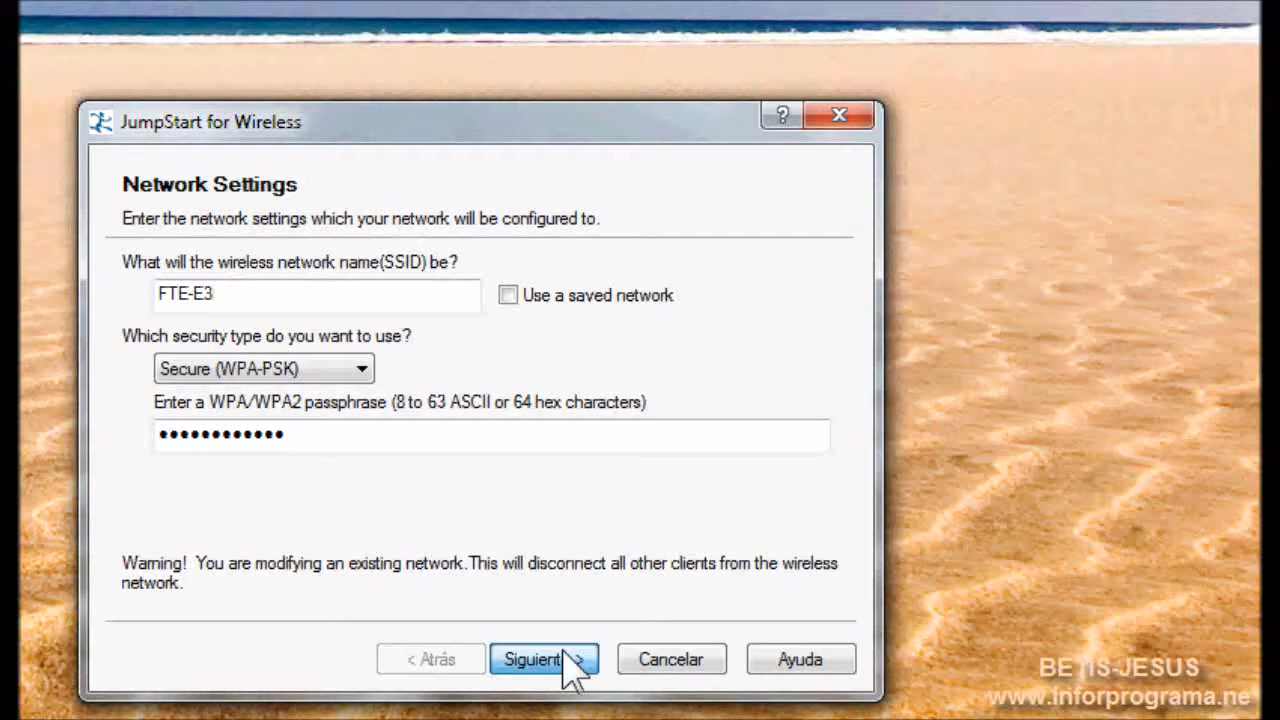 JumpStart for Wireless
?
Network Settings
Enter the network settings which your network will be configured to.
What will the wireless network name(SSID) be?
FTE-E3
Use a saved network
Which security type do you want to use?
Secure (WPA-PSK)
Enter a WPA/WPA2 passphrase (8 to 63 ASCII or 64 hex characters)
••••••••••••
Warning! You are modifying an existing network.This will disconnect all other clients from the wireless
network.
< Atrás
Cancelar
Ayuda
www.inforprograma.ne